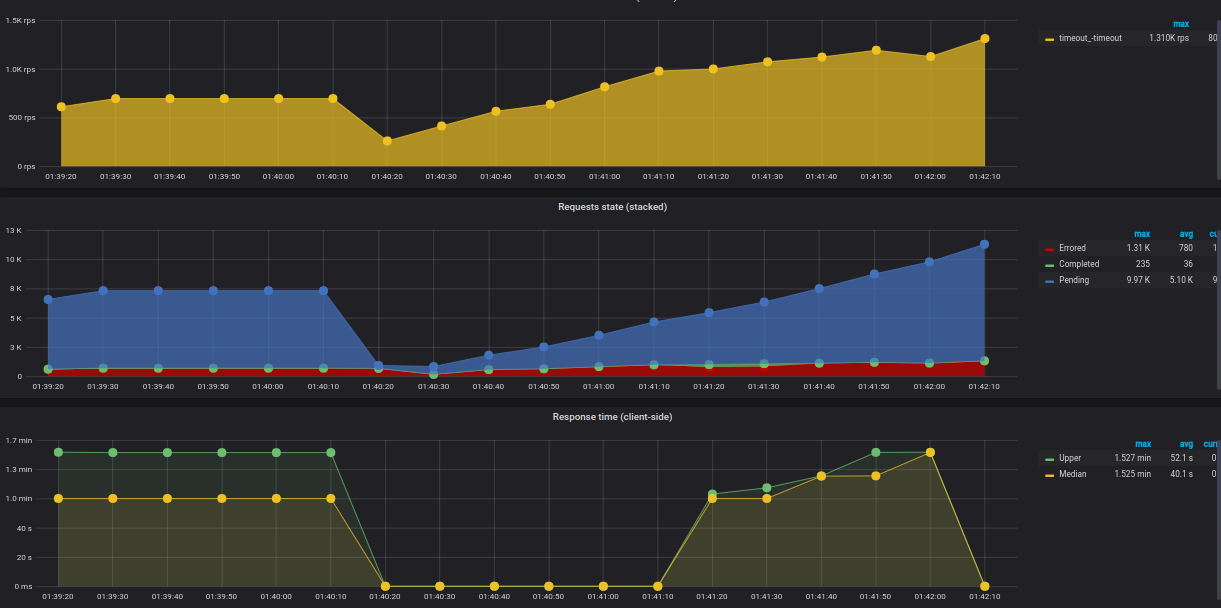 1.5K rps
1.0K rps
500 rps
0 rps
01:39:20 01:39:30 01:39:40 01:39:50 01:40:00 01:40:10 01:40:20 01:40:30 01:40:40 01:40:50 01:41:00 01:41:10 01:41:20 01:41:30 01:41:40 01:41:50 01:42:00 01:42:10
max
timeout_-timeout 1.310K rps 80
Requests state (stacked)
13 K
10 K
8 K
5 K
3 K
0
01:39:20 01:39:30 01:39:40 01:39:50 01:40:00 01:40:10 01:40:20 01:40:30 01:40:40 01:40:50 01:41:00 01:41:10 01:41:20 01:41:30 01:41:40 01:41:50 01:42:00 01:42:10
max avg cu
Errored 1.31 K 780 1
Completed 235 36
Pending 9.97 K 5.10 K 9
Response time (client-side)
1.7 min
1.3 min
1.0 min
40 s
20 s
0 ms
01:39:20 01:39:30 01:39:40 01:39:50 01:40:00 01:40:10 01:40:20 01:40:30 01:40:40 01:40:50 01:41:00 01:41:10 01:41:20 01:41:30 01:41:40 01:41:50 01:42:00 01:42:10
max avg curr
Upper 1.527 min 52.1 s 0
Median 1.525 min 40.1 s 0